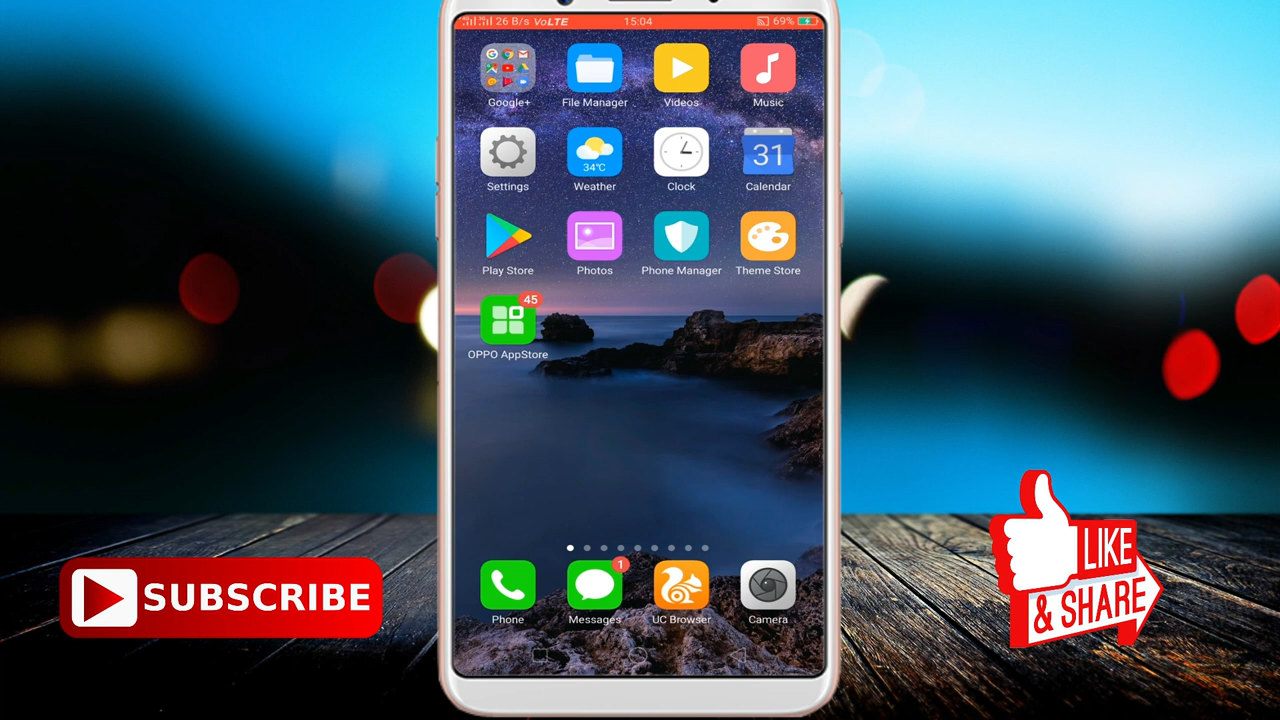 26 B/s VoLTE 15:04 69%
Google+ File Manager Videos Music
34°C 31
Settings Weather Clock Calendar
Play Store Photos Phone Manager Theme Store
45
OPPO AppStore
1
Phone Messages UC Browser Camera
SUBSCRIBE
LIKE
& SHARE